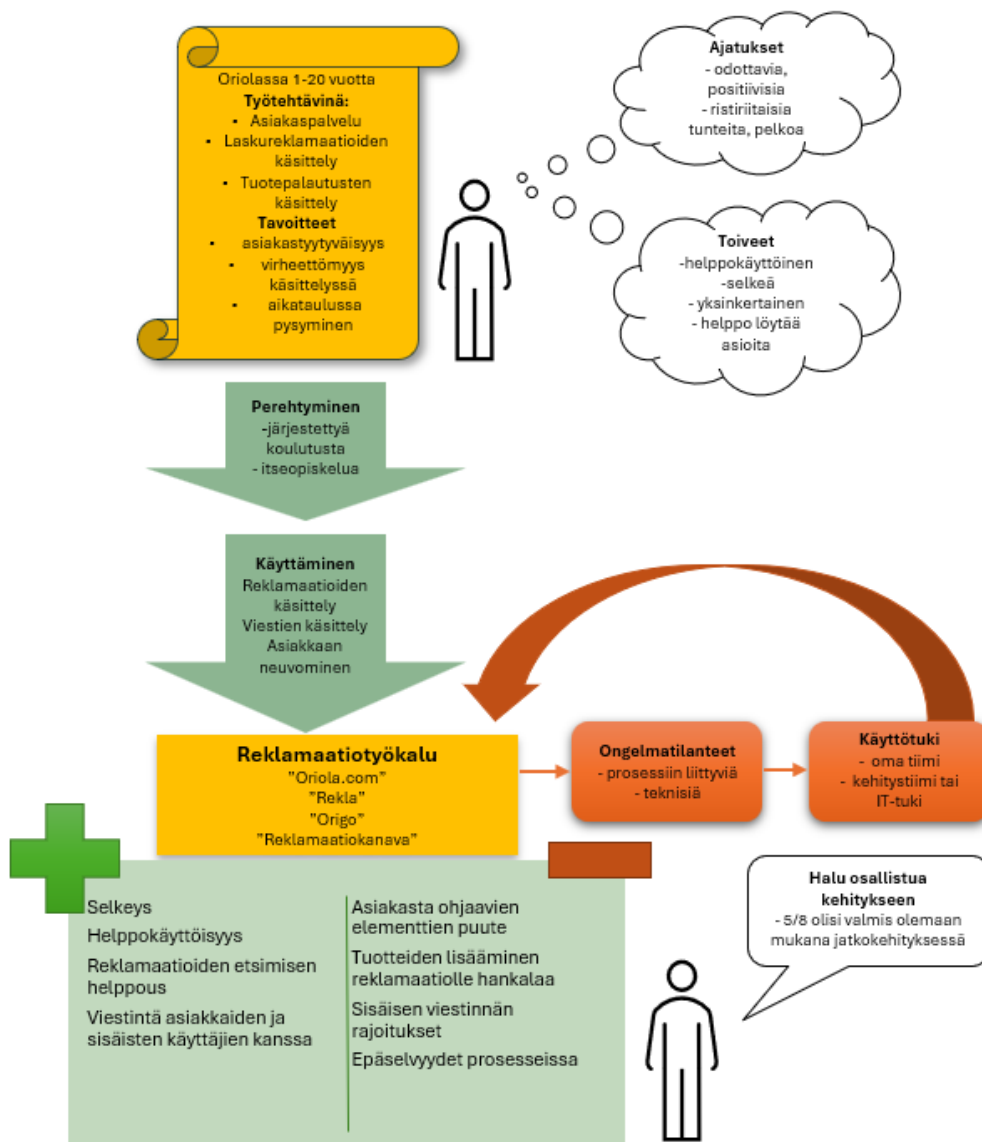 Oriolassa 1-20 vuotta
Työtehtävinä:
▪ Asiakaspalvelu
▪ Laskureklamaatioiden
käsittely
▪ Tuotepalautusten
käsittely
Tavoitteet
▪ asiakastyytyväisyys
▪ virheettömyys
käsittelyssä
▪ aikataulussa
pysyminen
Ajatukset
- odottavia,
positiivisia
- ristiriitaisia
tunteita, pelkoa
Toiveet
-helppokäyttöinen
-selkeä
- yksinkertainen
- helppo löytää
asioita
Perehtyminen
-järjestettyä
koulutusta
- itseopiskelua
Käyttäminen
Reklamaatioiden
käsittely
Viestien käsittely
Asiakkaan
neuvominen
Reklamaatiotyökalu
”Oriola.com”
”Rekla”
”Origo”
”Reklamaatiokanava”
Ongelmatilanteet
- prosessiin liittyviä
- teknisiä
Käyttötuki
- oma tiimi
- kehitystiimi tai
IT-tuki
Selkeys
Helppokäyttöisyys
Reklamaatioiden etsimisen
helppous
Viestintä asiakkaiden ja
sisäisten käyttäjien kanssa
Asiakasta ohjaavien
elementtien puute
Tuotteiden lisääminen
reklamaatiolle hankalaa
Sisäisen viestinnän
rajoitukset
Epäselvyydet prosesseissa
Halu osallistua
kehitykseen
- 5/8 olisi valmis olemaan
mukana jatkokehityksessä